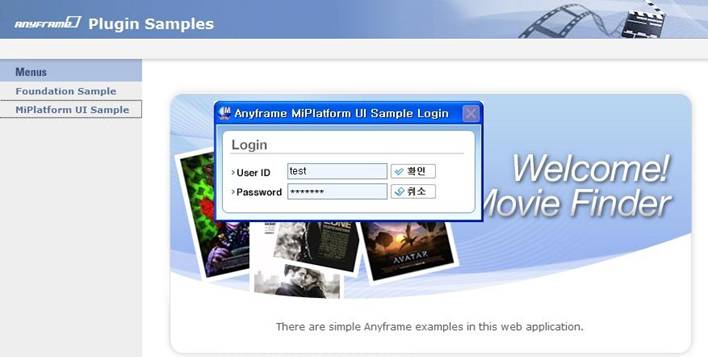 ANYFRAME Plugin Samples
Menus
Foundation Sample
MiPlatform UI Sample
Anyframe MiPlatform UI Sample Login
Login
User ID test 확인
Password ******* 취소
Welcome!
Movie Finder
AVATAR
There are simple Anyframe examples in this web application.